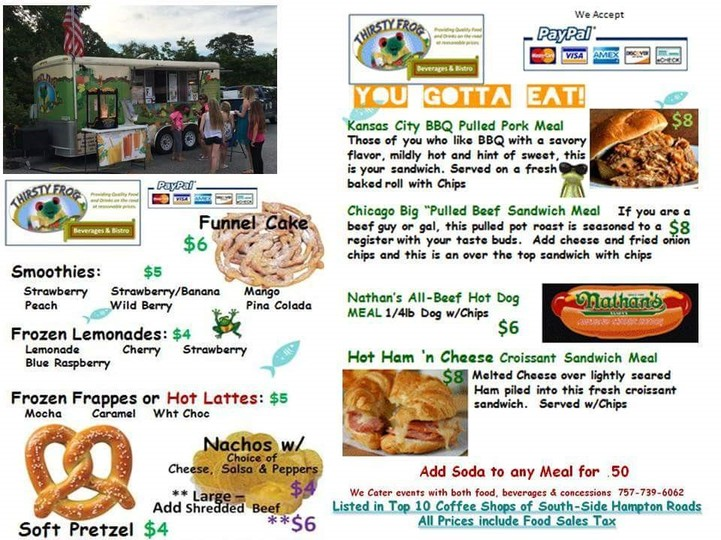 THIRSTY FROG
Providing Quality Food
and Drinks on the road
at reasonable prices.
Beverages & Bistro
PayPal
VISA AMEX
Funnel Cake
$6
Smoothies: $5
Strawberry Strawberry/Banana Mango
Peach Wild Berry Pina Colada
Frozen Lemonades: $4
Lemonade Cherry Strawberry
Blue Raspberry
Frozen Frappes or Hot Lattes: $5
Mocha Caramel Wht Choc
Nachos w/
Choice of
Cheese, Salsa & Peppers
$4
** Large –
Add Shredded Beef
**$6
Soft Pretzel $4
We Accept
THIRSTY FROG
Providing Quality Food
and Drinks on the road
at reasonable prices.
Beverages & Bistro
PayPal
MasterCard VISA AMEX DISCOVER eCHECK
YOU GOTTA EAT!
Kansas City BBQ Pulled Pork Meal
$8
Those of you who like BBQ with a savory
flavor, mildly hot and hint of sweet, this
is your sandwich. Served on a fresh
baked roll with Chips
Chicago Big "Pulled Beef Sandwich Meal If you are a
beef guy or gal, this pulled pot roast is seasoned to a $8
register with your taste buds. Add cheese and fried onion
chips and this is an over the top sandwich with chips
Nathan's All-Beef Hot Dog
MEAL 1/4lb Dog w/Chips
$6
Nathan's
FAMOUS
Hot Ham 'n Cheese Croissant Sandwich Meal
$8 Melted Cheese over lightly seared
Ham piled into this fresh croissant
sandwich. Served w/Chips
Add Soda to any Meal for .50
We Cater events with both food, beverages & concessions 757-739-6062
Listed in Top 10 Coffee Shops of South-Side Hampton Roads
All Prices include Food Sales Tax